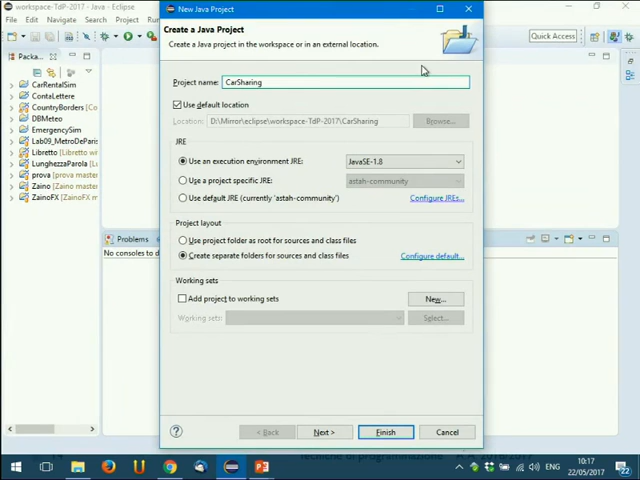 workspace-TdP-2017 - Java - Eclipse
File Edit Navigate Search Project Run
Quick Access
Packa...
CarRentalSim
ContaLettere
CountryBorders
DBMeteo
EmergencySim
Lab09_MetroDeParis
Libretto
LunghezzaParola
prova
Zaino
ZainoFX
New Java Project
Create a Java Project
Create a Java project in the workspace or in an external location.
Project name: CarSharing
Use default location
Location: D:\Mirror\eclipse\workspace-TdP-2017\CarSharing Browse...
JRE
Use an execution environment JRE: JavaSE-1.8
Use a project specific JRE: astah-community
Use default JRE (currently 'astah-community') Configure JREs...
Project layout
Use project folder as root for sources and class files
Create separate folders for sources and class files Configure default...
Working sets
Add project to working sets New...
Working sets: Select...
Problems
No consoles to
? < Back Next > Finish Cancel
ENG
10:17
22/05/2017
22